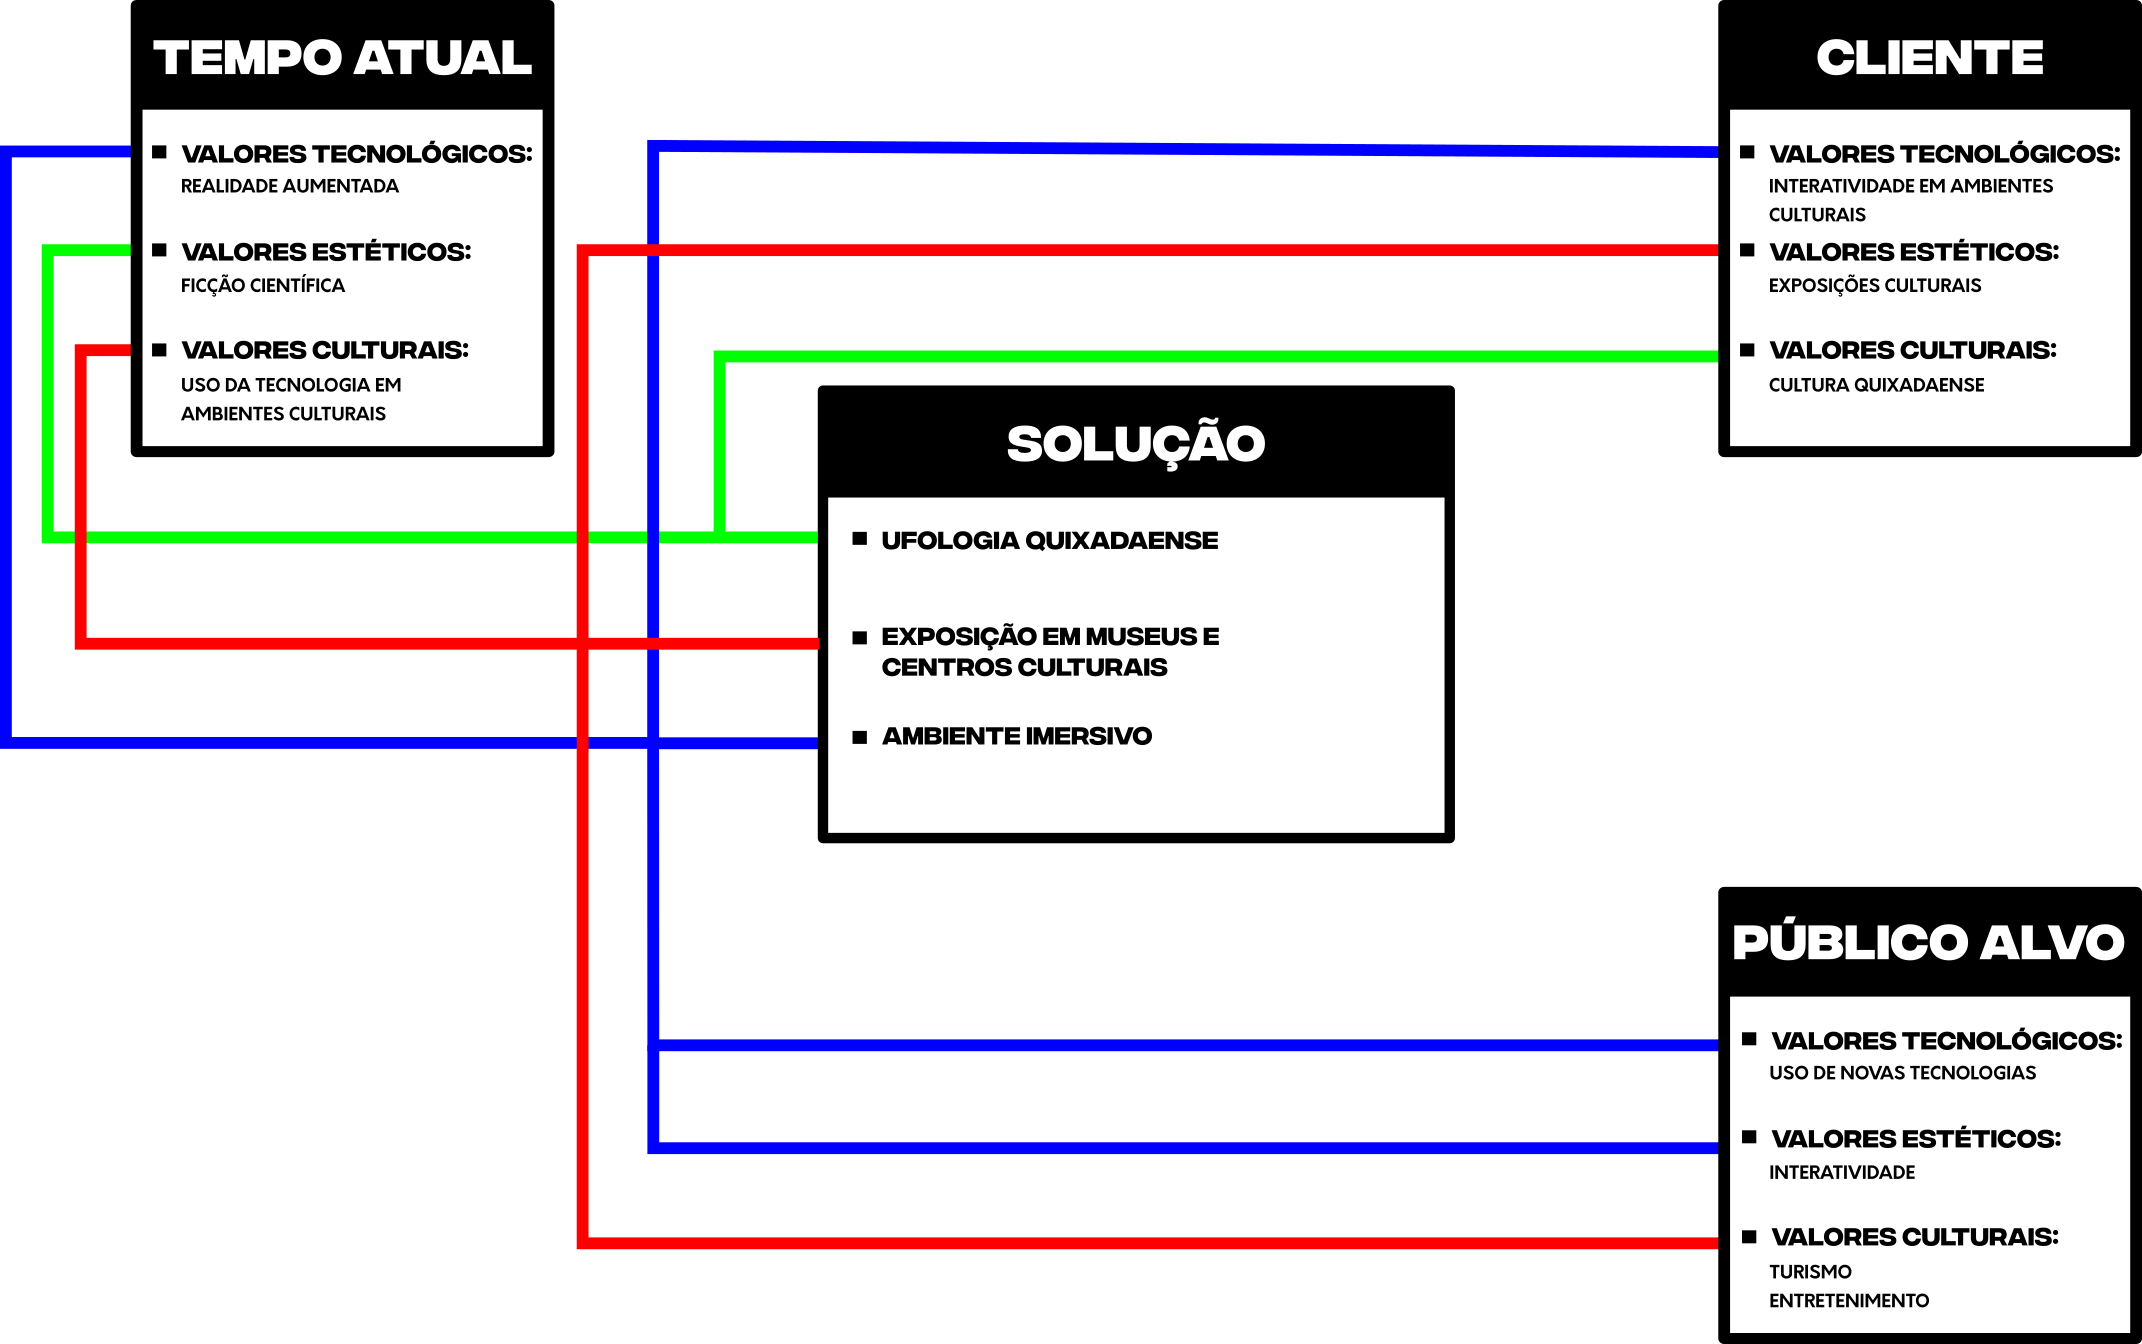 TEMPO ATUAL
VALORES TECNOLÓGICOS:
REALIDADE AUMENTADA
VALORES ESTÉTICOS:
FICÇÃO CIENTÍFICA
VALORES CULTURAIS:
USO DA TECNOLOGIA EM
AMBIENTES CULTURAIS
CLIENTE
VALORES TECNOLÓGICOS:
INTERATIVIDADE EM AMBIENTES
CULTURAIS
VALORES ESTÉTICOS:
EXPOSIÇÕES CULTURAIS
VALORES CULTURAIS:
CULTURA QUIXADAENSE
SOLUÇÃO
UFOLOGIA QUIXADAENSE
EXPOSIÇÃO EM MUSEUS E
CENTROS CULTURAIS
AMBIENTE IMERSIVO
PÚBLICO ALVO
VALORES TECNOLÓGICOS:
USO DE NOVAS TECNOLOGIAS
VALORES ESTÉTICOS:
INTERATIVIDADE
VALORES CULTURAIS:
TURISMO
ENTRETENIMENTO